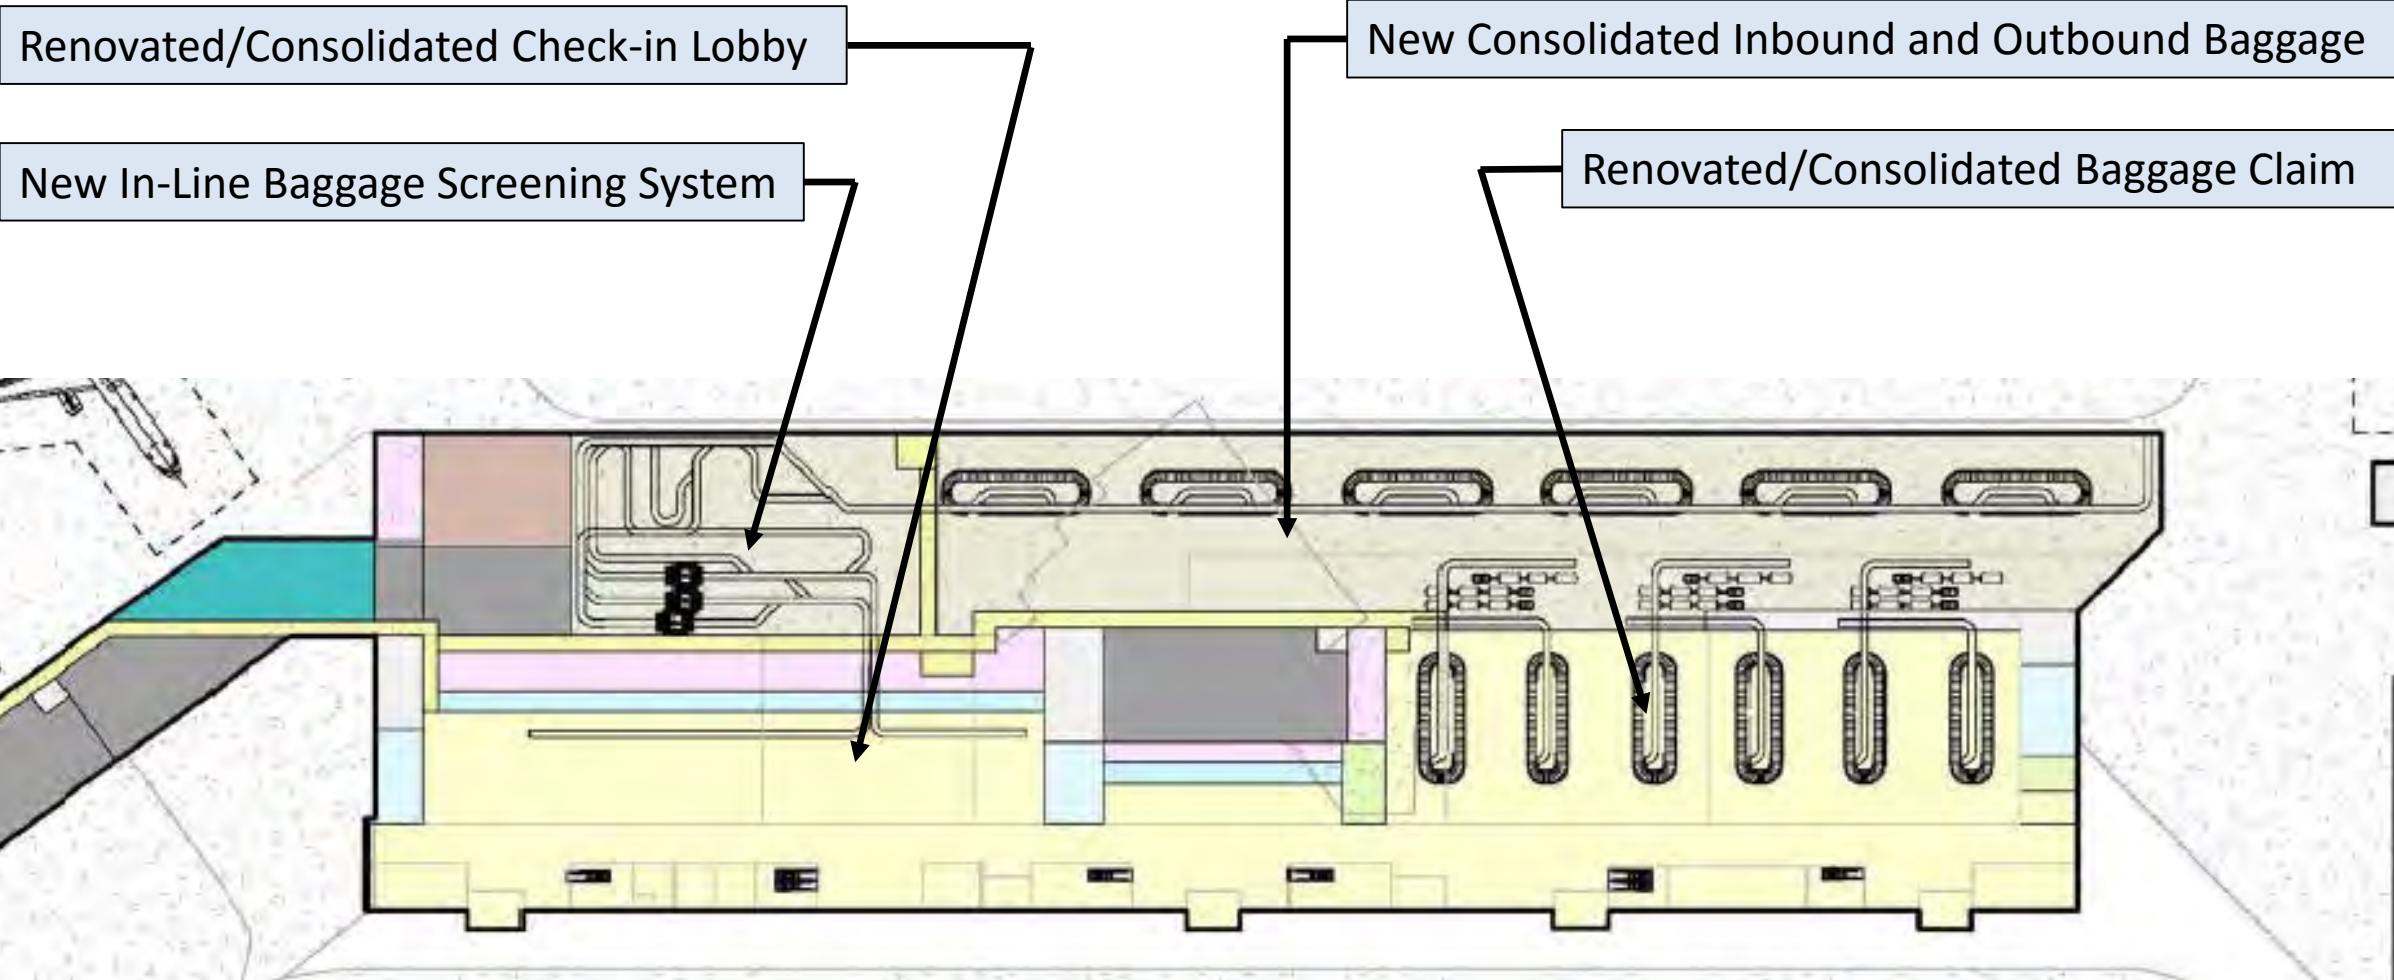 Renovated/Consolidated Check-in Lobby
New Consolidated Inbound and Outbound Baggage
New In-Line Baggage Screening System
Renovated/Consolidated Baggage Claim